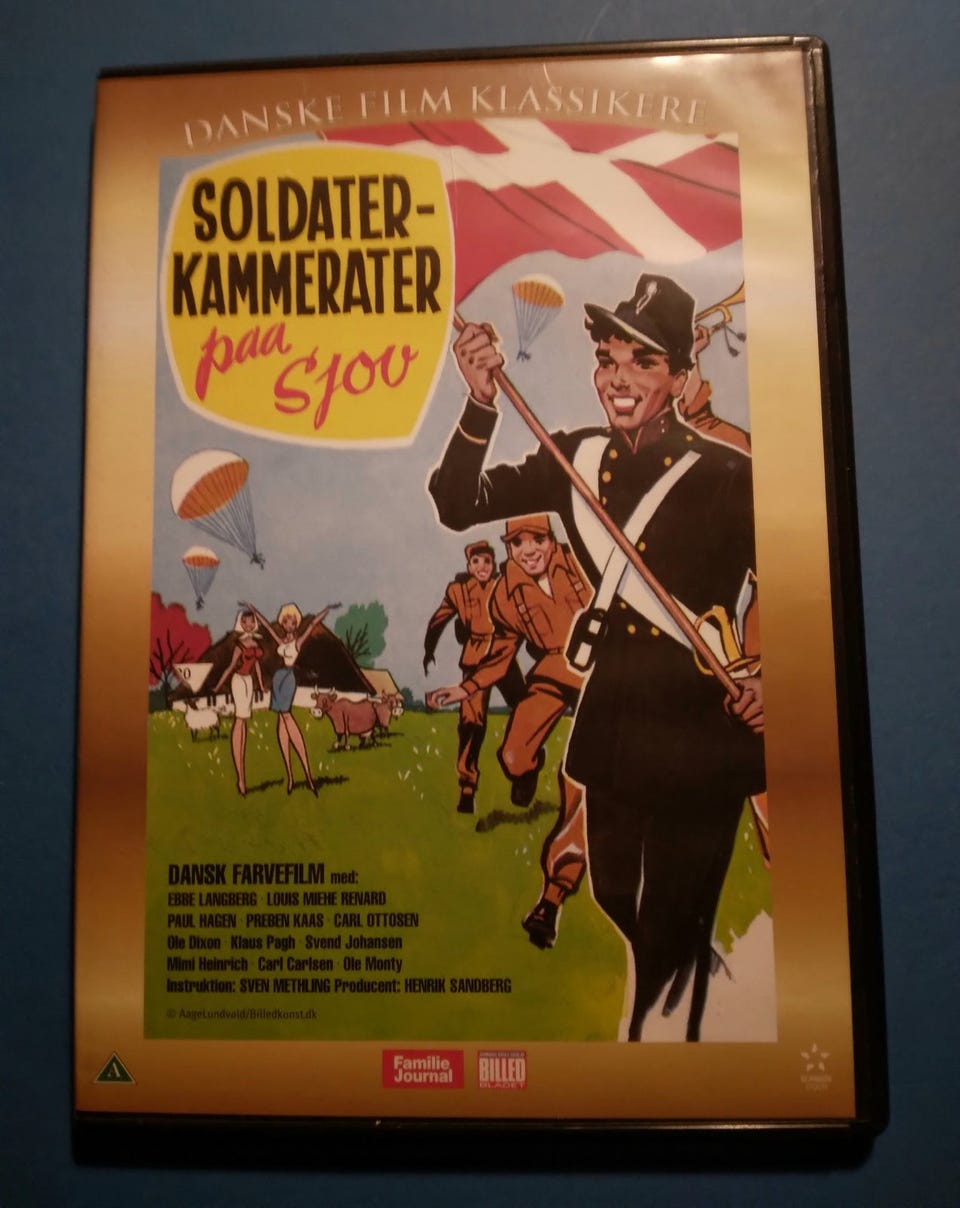 DANSKE FILM KLASSIKERE
SOLDATER-
KAMMERATER
paa
Sjov
DANSK FARVEFILM med:
EBBE LANGBERG · LOUIS MIEHE RENARD
PAUL HAGEN · PREBEN KAAS · CARL OTTOSEN
Ole Dixon · Klaus Pagh · Svend Johansen
Mimi Heinrich · Carl Carlsen · Ole Monty
Instruktion: SVEN METHLING Producent: HENRIK SANDBERG
© AageLundvald/Billedkonst.dk
A
Familie
Journal
BILLED
BLADET